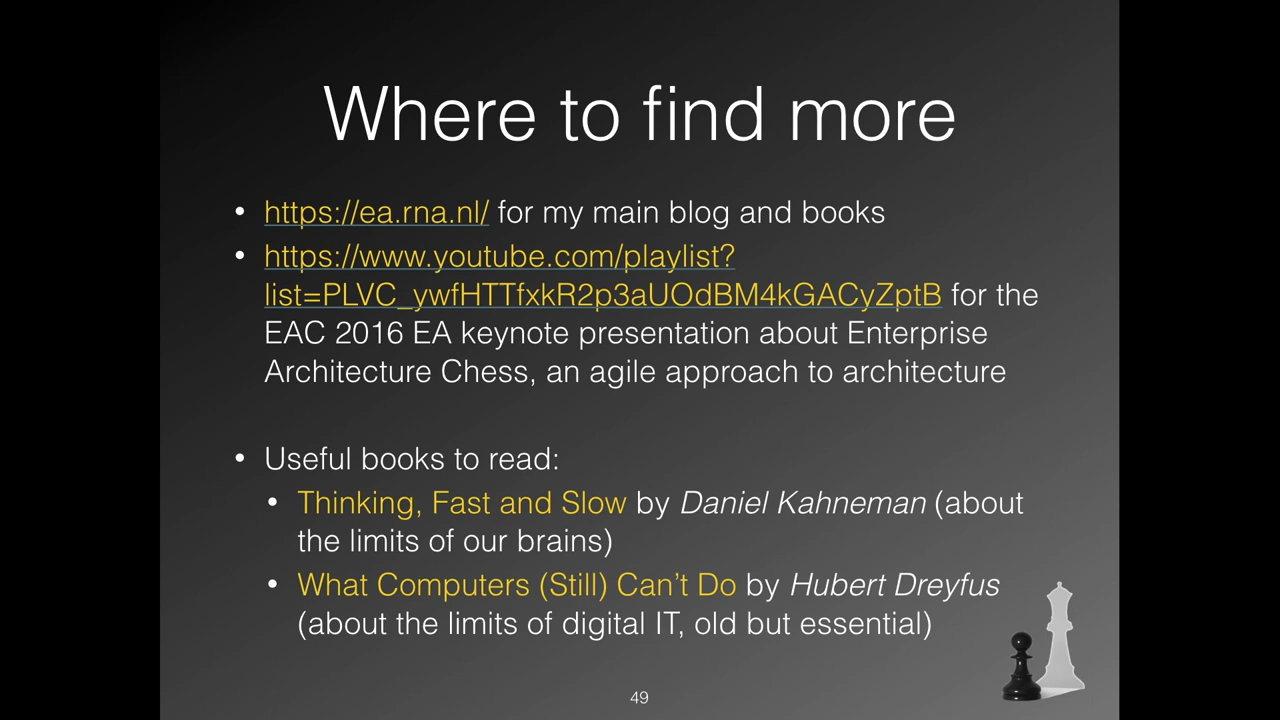 Where to find more
• https://ea.rna.nl/ for my main blog and books
• https://www.youtube.com/playlist?
list=PLVC_ywfHTTfxkR2p3aUOdBM4kGACyZptB for the
EAC 2016 EA keynote presentation about Enterprise
Architecture Chess, an agile approach to architecture
• Useful books to read:
• Thinking, Fast and Slow by Daniel Kahneman (about
the limits of our brains)
• What Computers (Still) Can’t Do by Hubert Dreyfus
(about the limits of digital IT, old but essential)
49